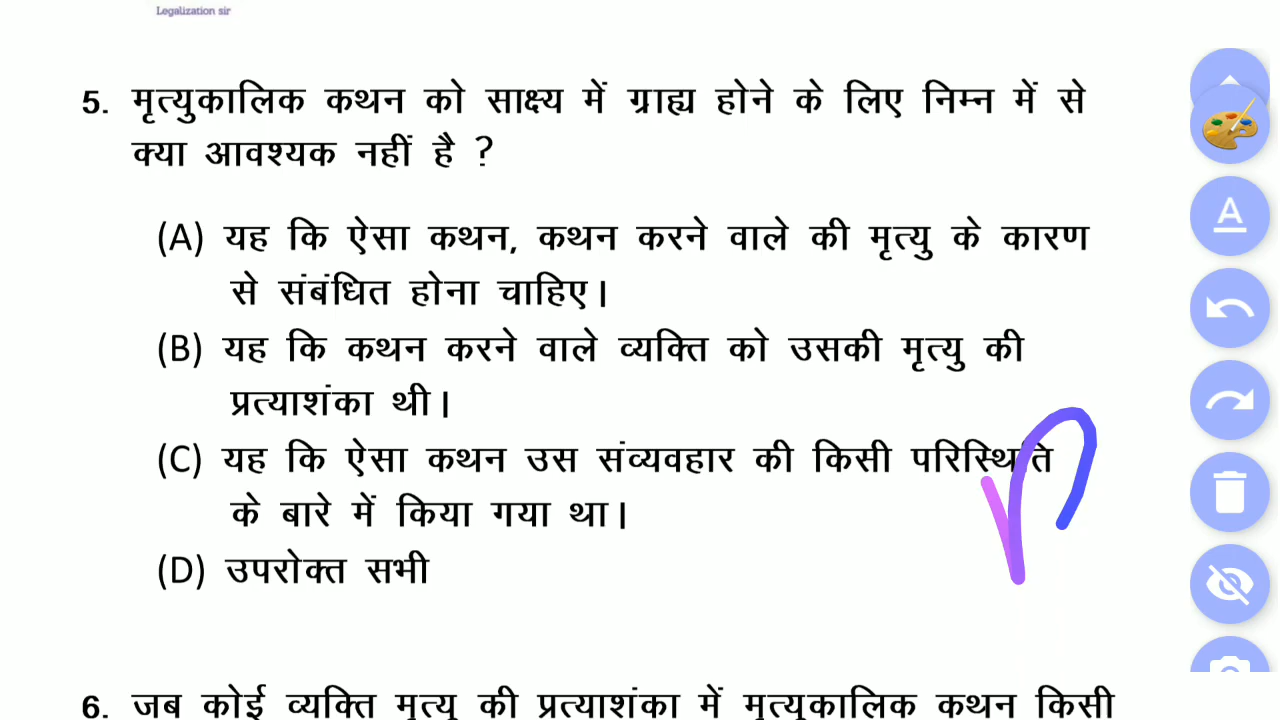 Legalization sir
5. मृत्युकालिक कथन को साक्ष्य में ग्राह्य होने के लिए निम्न में से
क्या आवश्यक नहीं है ?
(A) यह कि ऐसा कथन, कथन करने वाले की मृत्यु के कारण
से संबंधित होना चाहिए।
(B) यह कि कथन करने वाले व्यक्ति को उसकी मृत्यु की
प्रत्याशंका थी।
(C) यह कि ऐसा कथन उस संव्यवहार की किसी परिस्थिति
के बारे में किया गया था।
(D) उपरोक्त सभी
6. जब कोई व्यक्ति मृत्यु की प्रत्याशंका में मृत्युकालिक कथन किसी
A